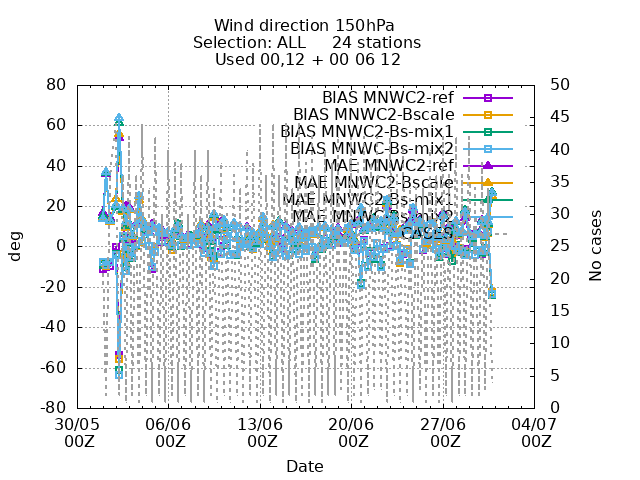 Wind direction 150hPa
Selection: ALL 24 stations
Used 00,12 + 00 06 12
80
60
40
20
0
-20
-40
-60
-80
deg
50
45
40
35
30
25
20
15
10
5
0
No cases
BIAS MNWC2-ref
BIAS MNWC2-Bscale
BIAS MNWC2-Bs-mix1
BIAS MNWC-Bs-mix2
MAE MNWC2-ref
MAE MNWC2-Bscale
MAE MNWC2-Bs-mix1
MAE MNWC-Bs-mix2
CASES
30/05 06/06 13/06 20/06 27/06 04/07
00Z 00Z 00Z 00Z 00Z 00Z
Date